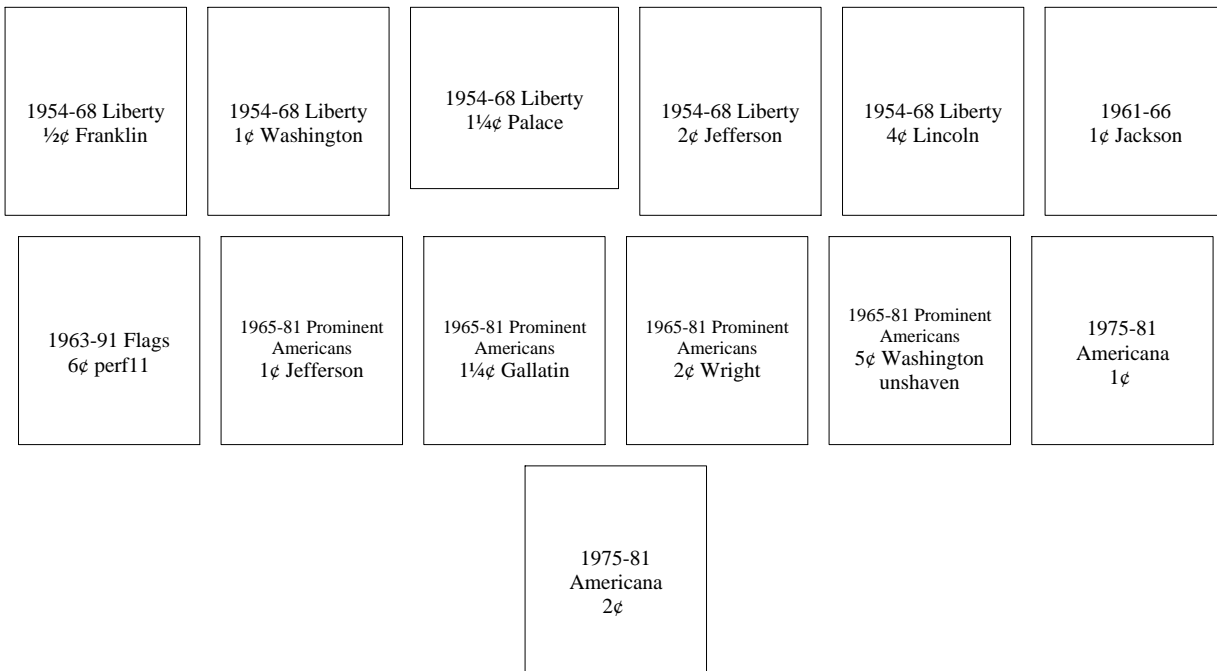 1954-68 Liberty
½¢ Franklin
1954-68 Liberty
1¢ Washington
1954-68 Liberty
1¼¢ Palace
1954-68 Liberty
2¢ Jefferson
1954-68 Liberty
4¢ Lincoln
1961-66
1¢ Jackson
1963-91 Flags
6¢ perf11
1965-81 Prominent
Americans
1¢ Jefferson
1965-81 Prominent
Americans
1¼¢ Gallatin
1965-81 Prominent
Americans
2¢ Wright
1965-81 Prominent
Americans
5¢ Washington
unshaven
1975-81
Americana
1¢
1975-81
Americana
2¢